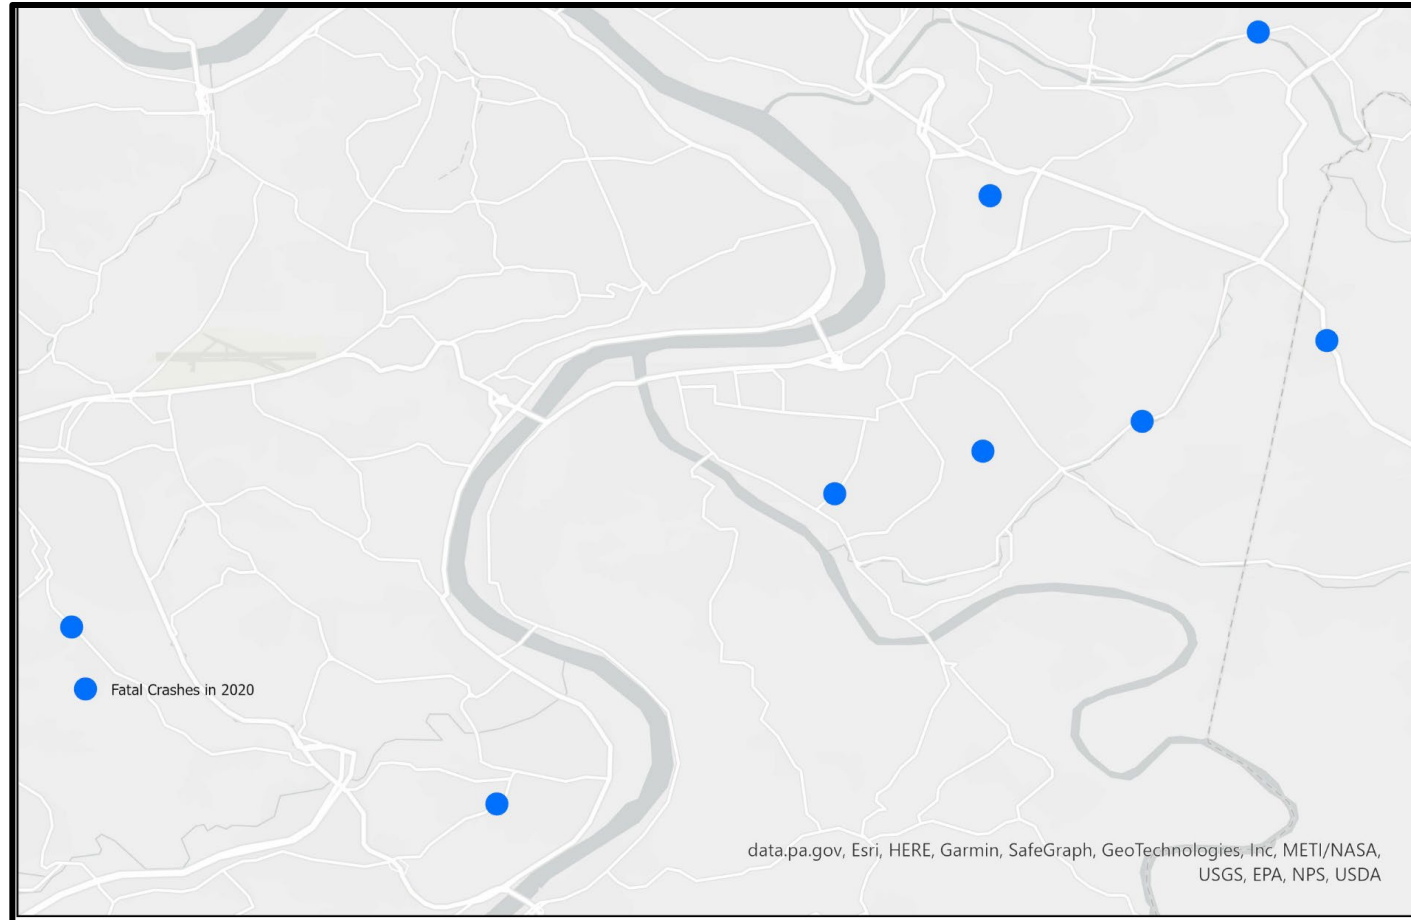 Fatal Crashes in 2020
data.pa.gov, Esri, HERE, Garmin, SafeGraph, GeoTechnologies, Inc, METI/NASA,
USGS, EPA, NPS, USDA